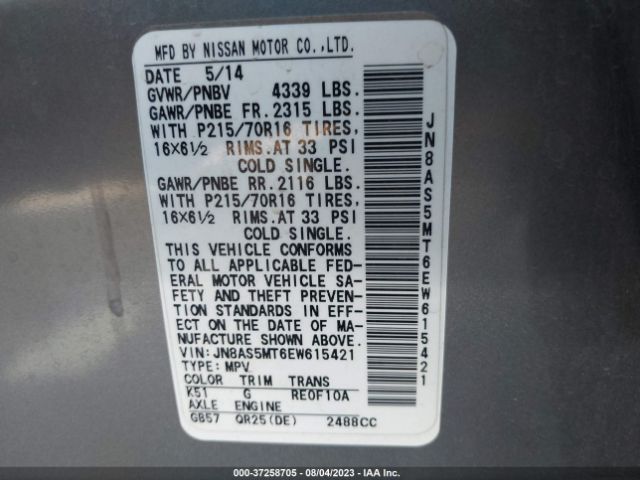 MFD BY NISSAN MOTOR CO.,LTD.
DATE 5/14
GVWR/PNBV 4339 LBS.
GAWR/PNBE FR. 2315 LBS.
WITH P215/70R16 TIRES,
16×6½ RIMS.AT 33 PSI
COLD SINGLE.
GAWR/PNBE RR. 2116 LBS.
WITH P215/70R16 TIRES,
16×6½ RIMS.AT 33 PSI
COLD SINGLE.
THIS VEHICLE CONFORMS
TO ALL APPLICABLE FED-
ERAL MOTOR VEHICLE SA-
FETY AND THEFT PREVEN-
TION STANDARDS IN EFF-
ECT ON THE DATE OF MA-
NUFACTURE SHOWN ABOVE.
VIN: JN8AS5MT6EW615421
TYPE: MPV
COLOR TRIM TRANS
K51 G RE0F10A
AXLE ENGINE
GB57 QR25(DE) 2488CC
JN8AS5MT6EW615421
000-37258705 - 08/04/2023 - IAA Inc.